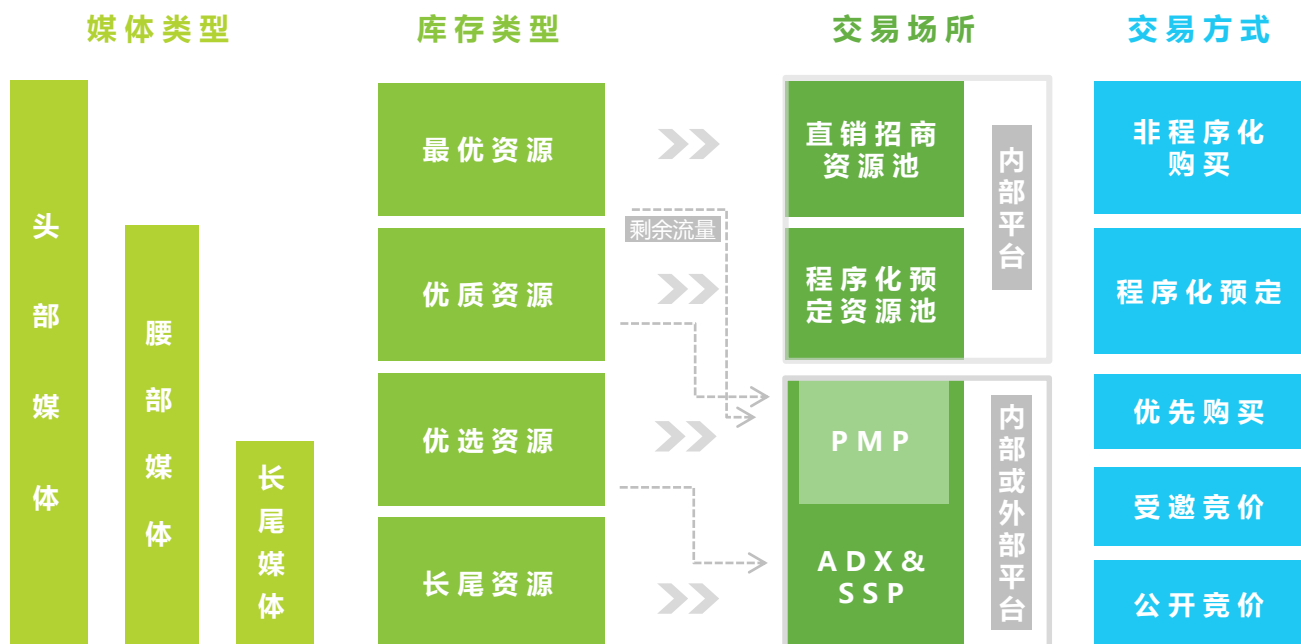 媒体类型
库存类型
交易场所
交易方式
头部媒体
腰部媒体
长尾媒体
最优资源
优质资源
优选资源
长尾资源
剩余流量
直销招商
资源池
程序化预
定资源池
内部平台
PMP
ADX&
SSP
内部或外部平台
非程序化
购买
程序化预定
优先购买
受邀竞价
公开竞价